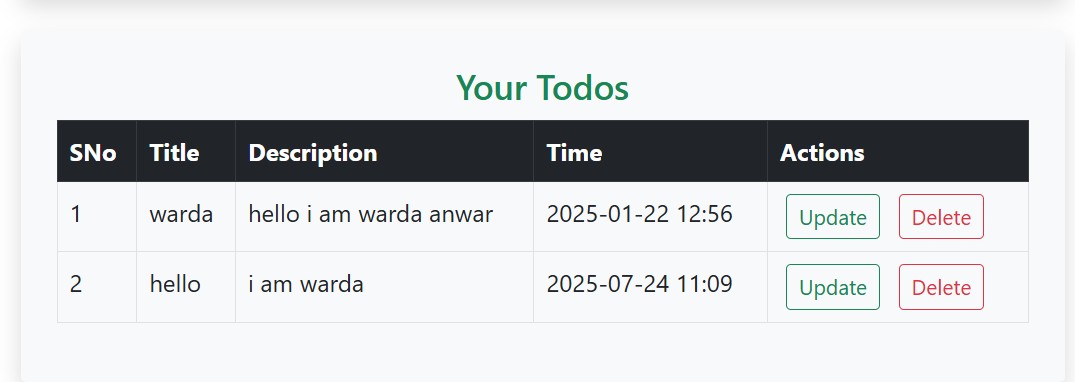 Your Todos
SNo Title Description Time Actions
1 warda hello i am warda anwar 2025-01-22 12:56 Update Delete
2 hello i am warda 2025-07-24 11:09 Update Delete